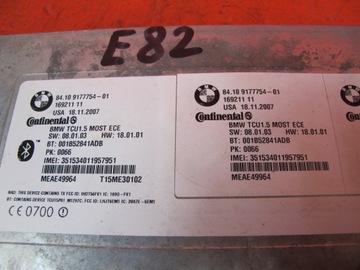 E82
84.10 9177754-01
169211 11
USA 18.11.2007
Continental
BMW TCU1.5 MOST ECE
SW: 08.01.03 HW: 18.01.01
BT: 001B52841ADB
PK: 0066
IMEI: 351534011957951
MEAE49964 T15ME30102
CE0700
84.10 9177754-01
169211 11
USA 18.11.2007
Continental
BMW TCU1.5 MOST ECE
SW: 08.01.03 HW: 18.01.01
BT: 001B52841ADB
PK: 0066
IMEI: 351534011957951
MEAE49964